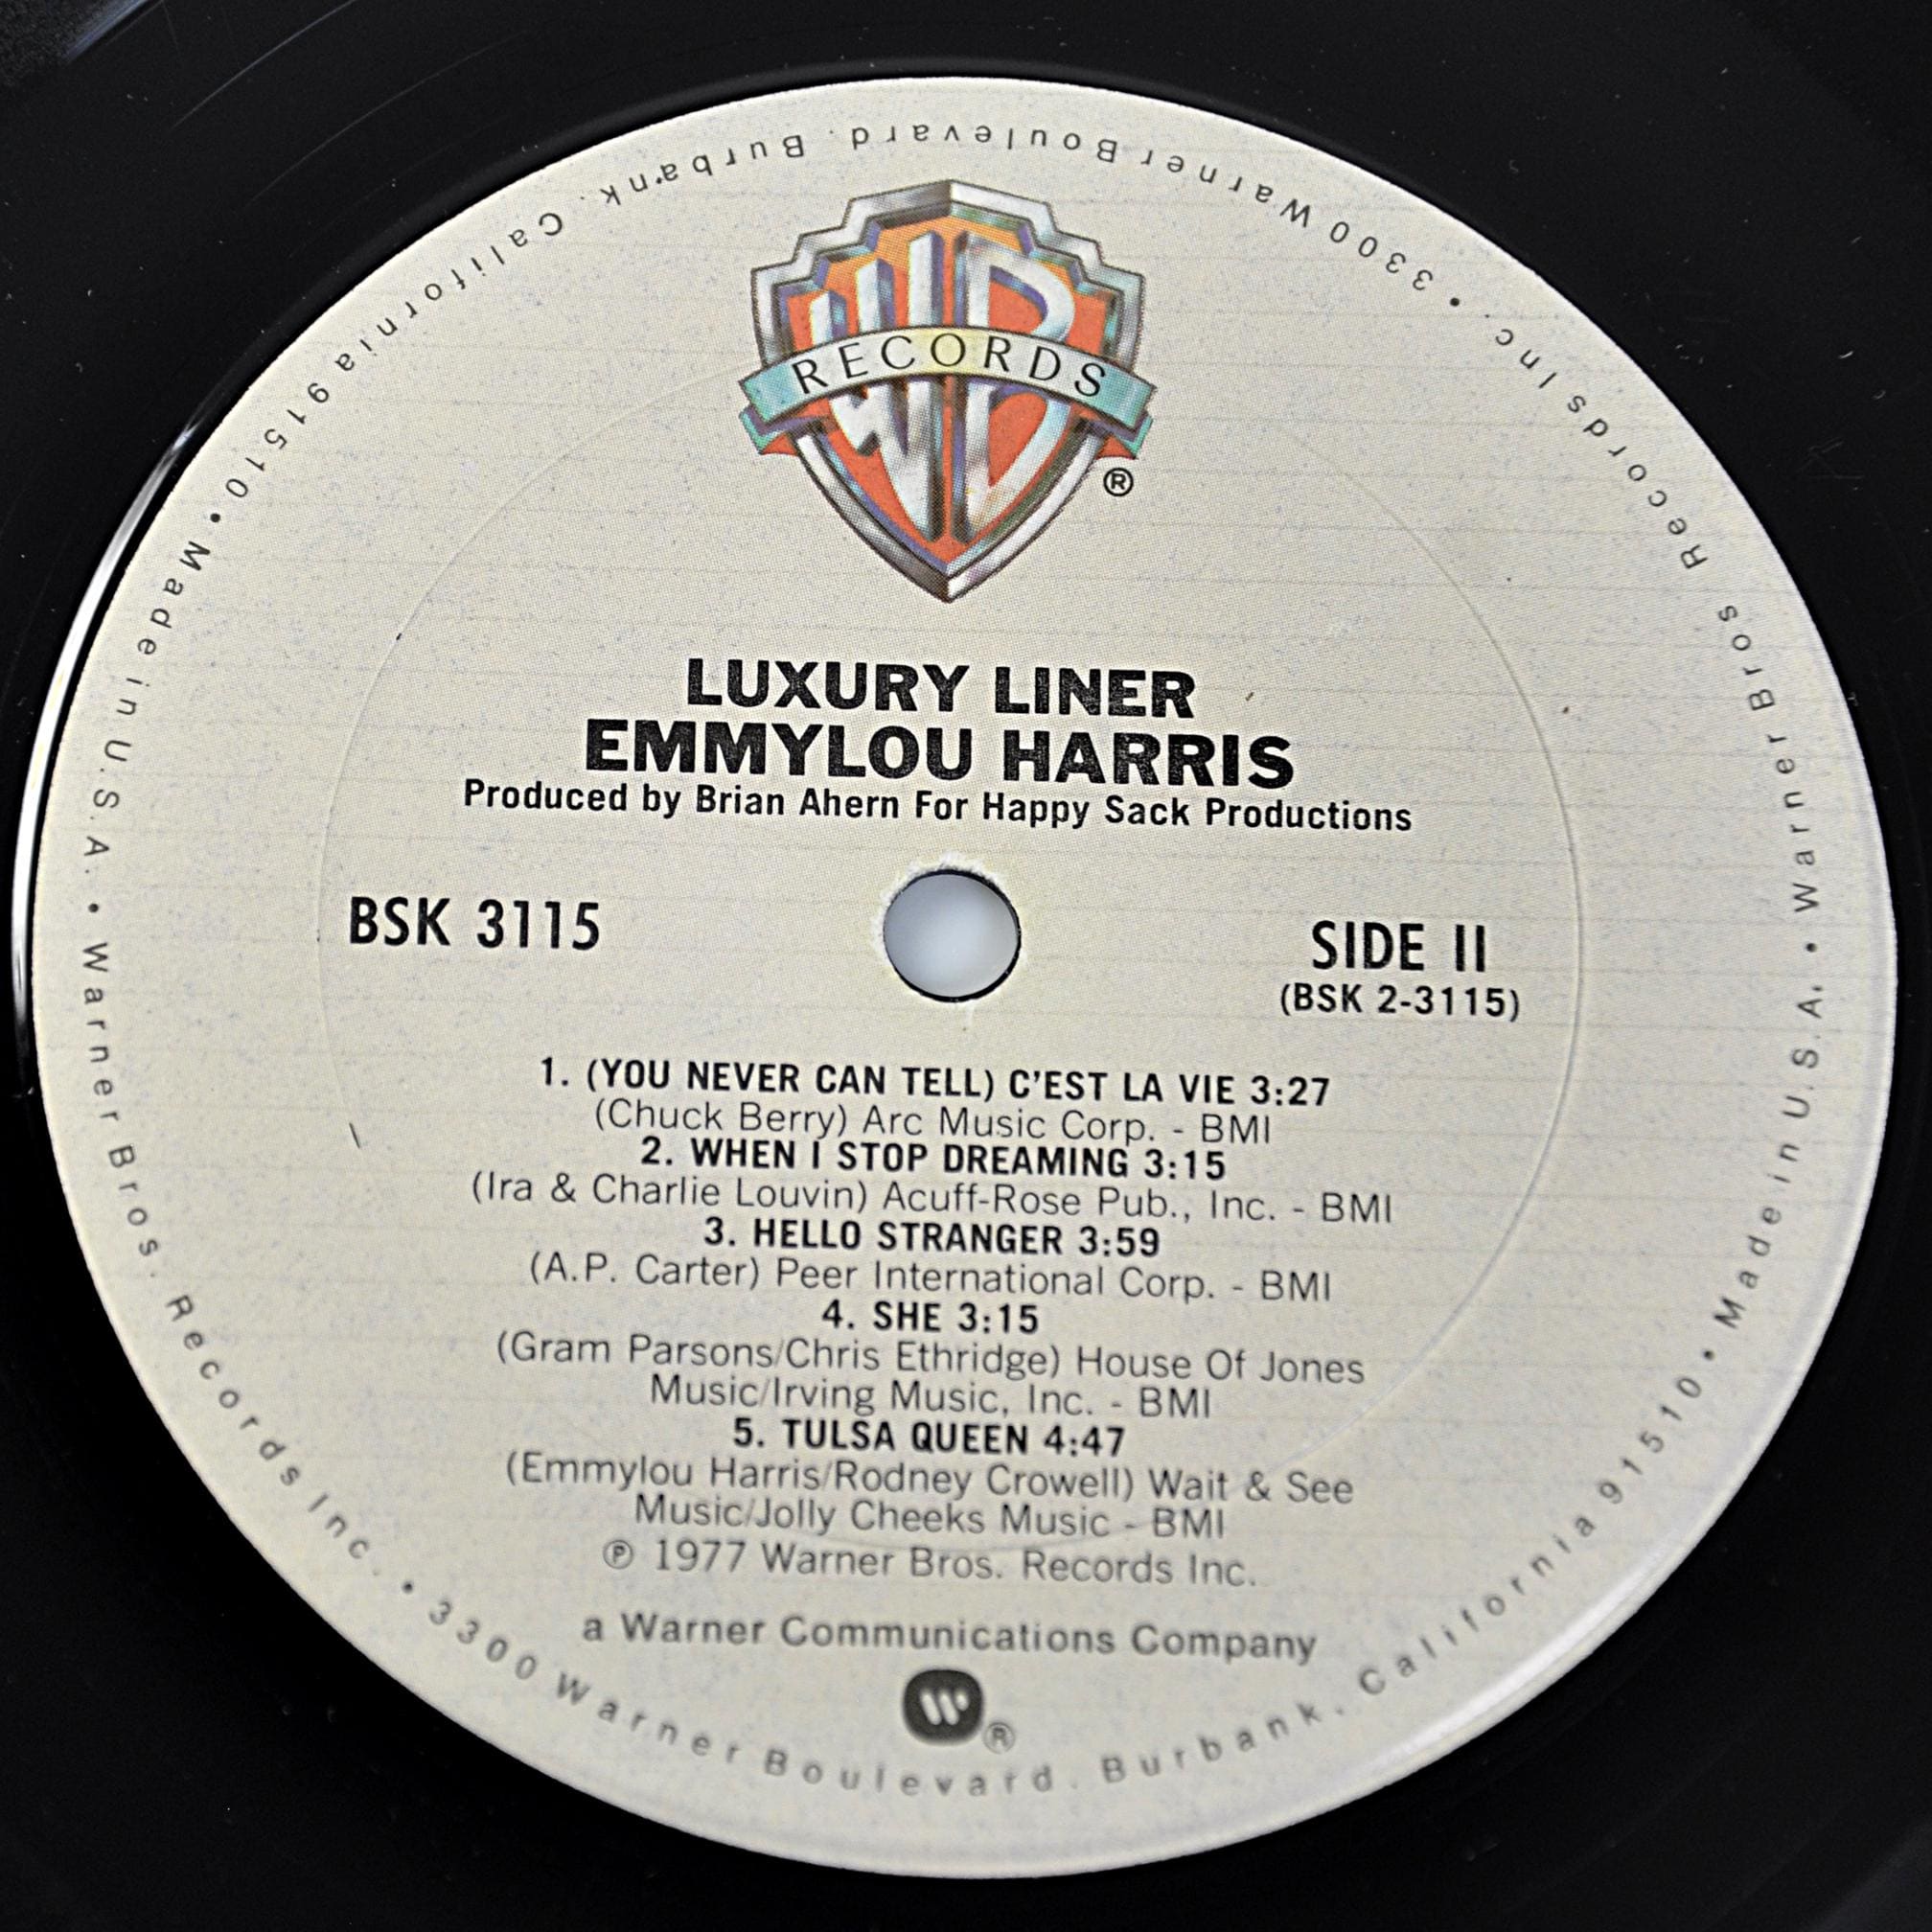 WB
RECORDS
®
LUXURY LINER
EMMYLOU HARRIS
Produced by Brian Ahern For Happy Sack Productions
BSK 3115
SIDE II
(BSK 2-3115)
1. (YOU NEVER CAN TELL) C'EST LA VIE 3:27
(Chuck Berry) Arc Music Corp. - BMI
2. WHEN I STOP DREAMING 3:15
(Ira & Charlie Louvin) Acuff-Rose Pub., Inc. - BMI
3. HELLO STRANGER 3:59
(A.P. Carter) Peer International Corp. - BMI
4. SHE 3:15
(Gram Parsons/Chris Ethridge) House Of Jones
Music/Irving Music, Inc. - BMI
5. TULSA QUEEN 4:47
(Emmylou Harris/Rodney Crowell) Wait & See
Music/Jolly Cheeks Music - BMI
℗ 1977 Warner Bros. Records Inc.
a Warner Communications Company
W®
Warner Bros. Records Inc. • 3300 Warner Boulevard. Burbank. California 91510 • Made in U.S.A. • Warner Bros Records Inc. • 3300 Warner Boulevard. Burbank. California 91510 • Made in U.S.A. •